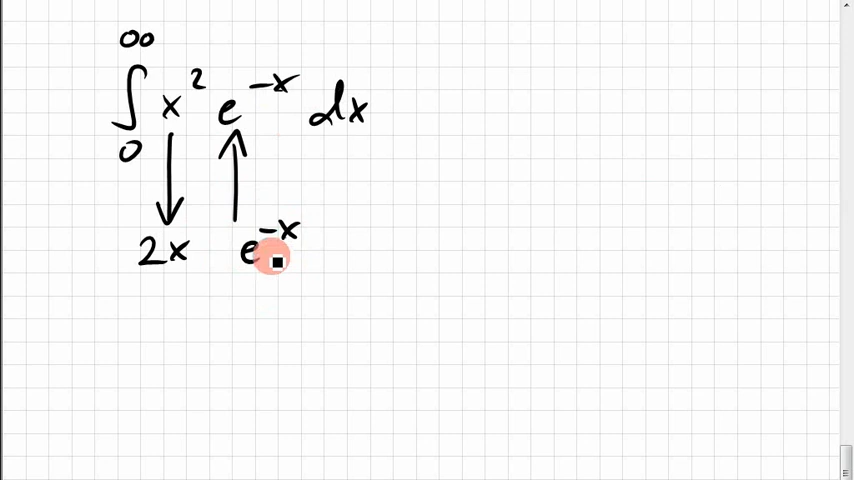 ∞
∫ x² e⁻ˣ dx
0
2x e⁻ˣ